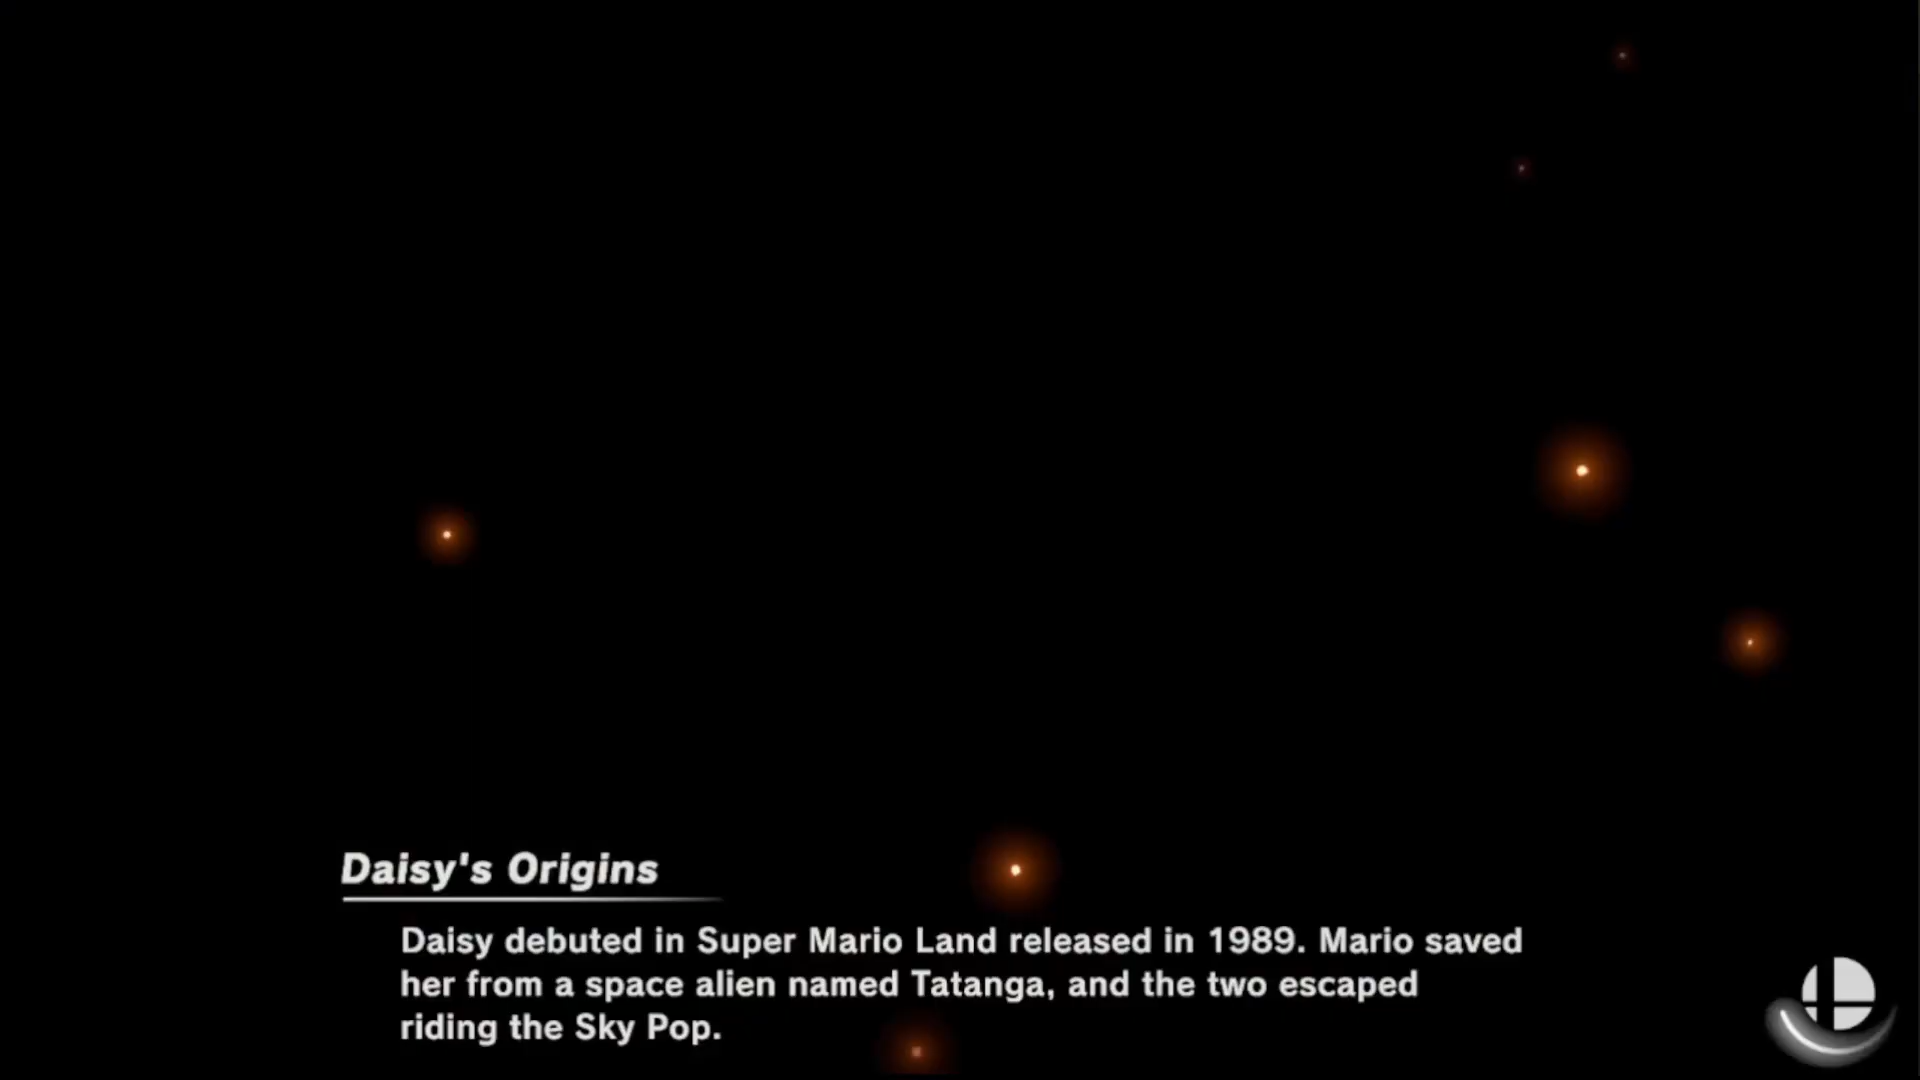 Daisy's Origins
Daisy debuted in Super Mario Land released in 1989. Mario saved
her from a space alien named Tatanga, and the two escaped
riding the Sky Pop.